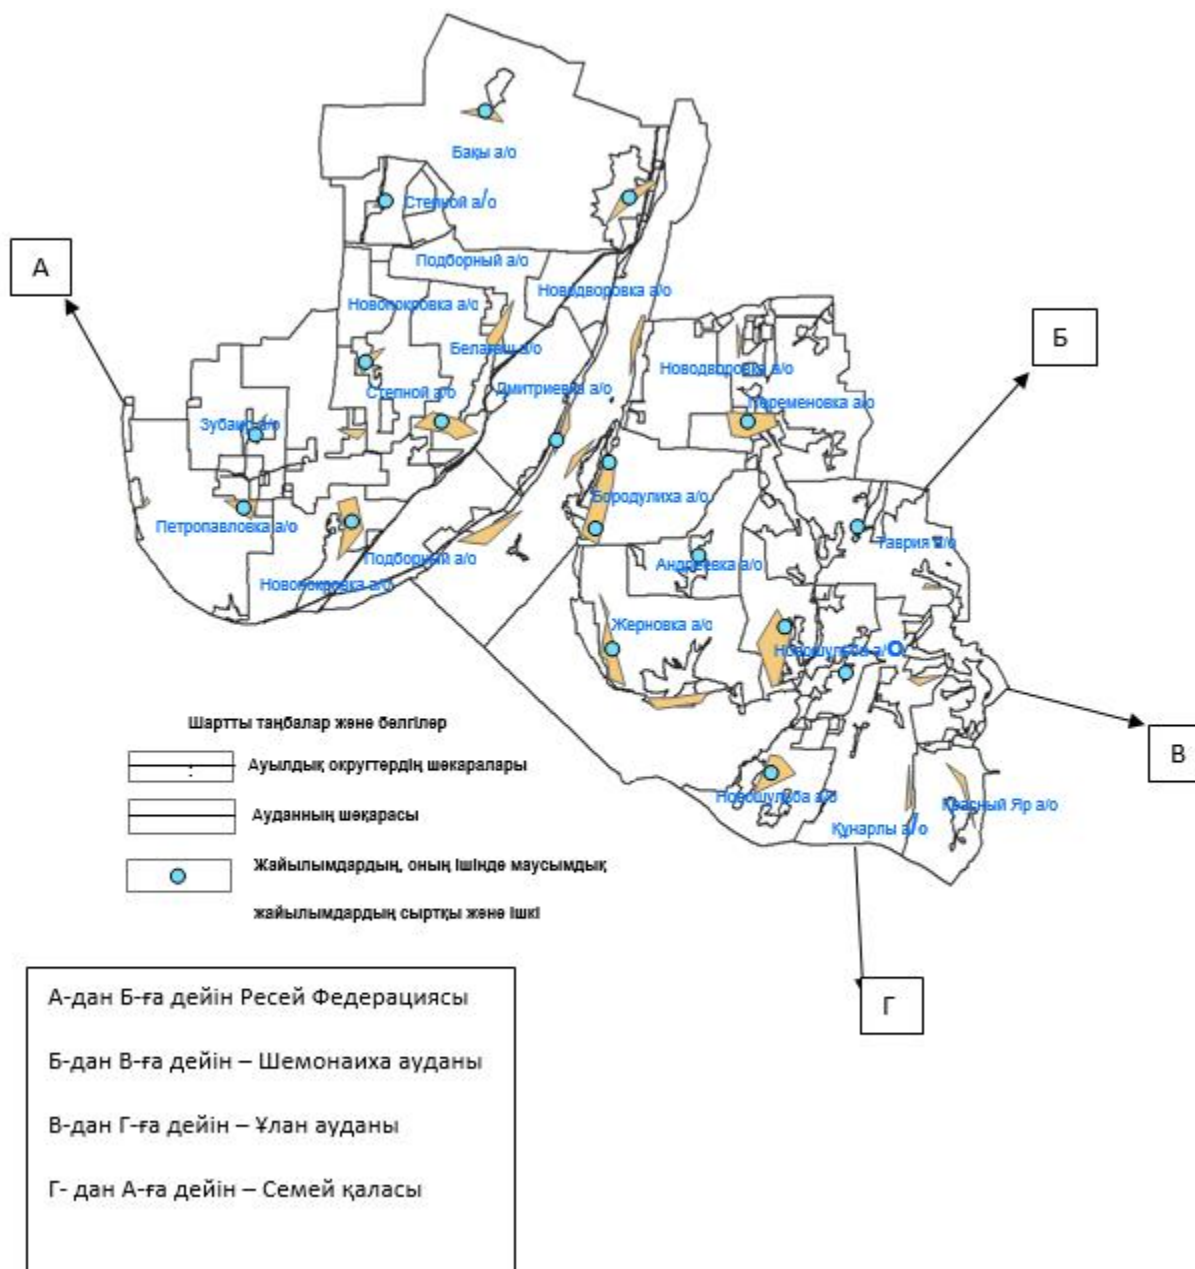 Бақы а/о
Степной а/о
А
Подборный а/о
Новопокровка а/о
Новодворовка а/о
Б
Белағаш а/о
Новодворовка а/о
Степной а/о
Дмитриевка а/о
Переменовка а/о
Зубаир а/о
Бородулиха а/о
Петропавловка а/о
Таврия а/о
Подборный а/о
Андреевка а/о
Новопокровка а/о
Жерновка а/о
Новошульба а/о
Шартты таңбалар және белгілер
В
Ауылдық округтердің шекаралары
Новошульба а/о
Красный Яр а/о
Ауданның шекарасы
Құнарлы а/о
Жайылымдардың, оның ішінде маусымдық
жайылымдардың сыртқы және ішкі
Г
А-дан Б-ға дейін Ресей Федерациясы
Б-дан В-ға дейін – Шемонаиха ауданы
В-дан Г-ға дейін – Ұлан ауданы
Г- дан А-ға дейін – Семей қаласы